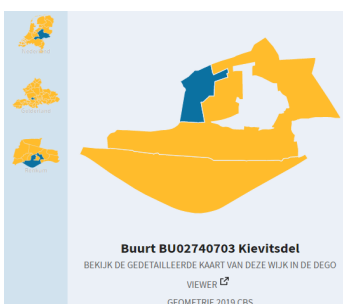 Buurt BU02740703 Kievitsdel
BEKIJK DE GEDETAILLEERDE KAART VAN DEZE WIJK IN DE DEGO
VIEWER
GEOMETRIE 2019 CBS